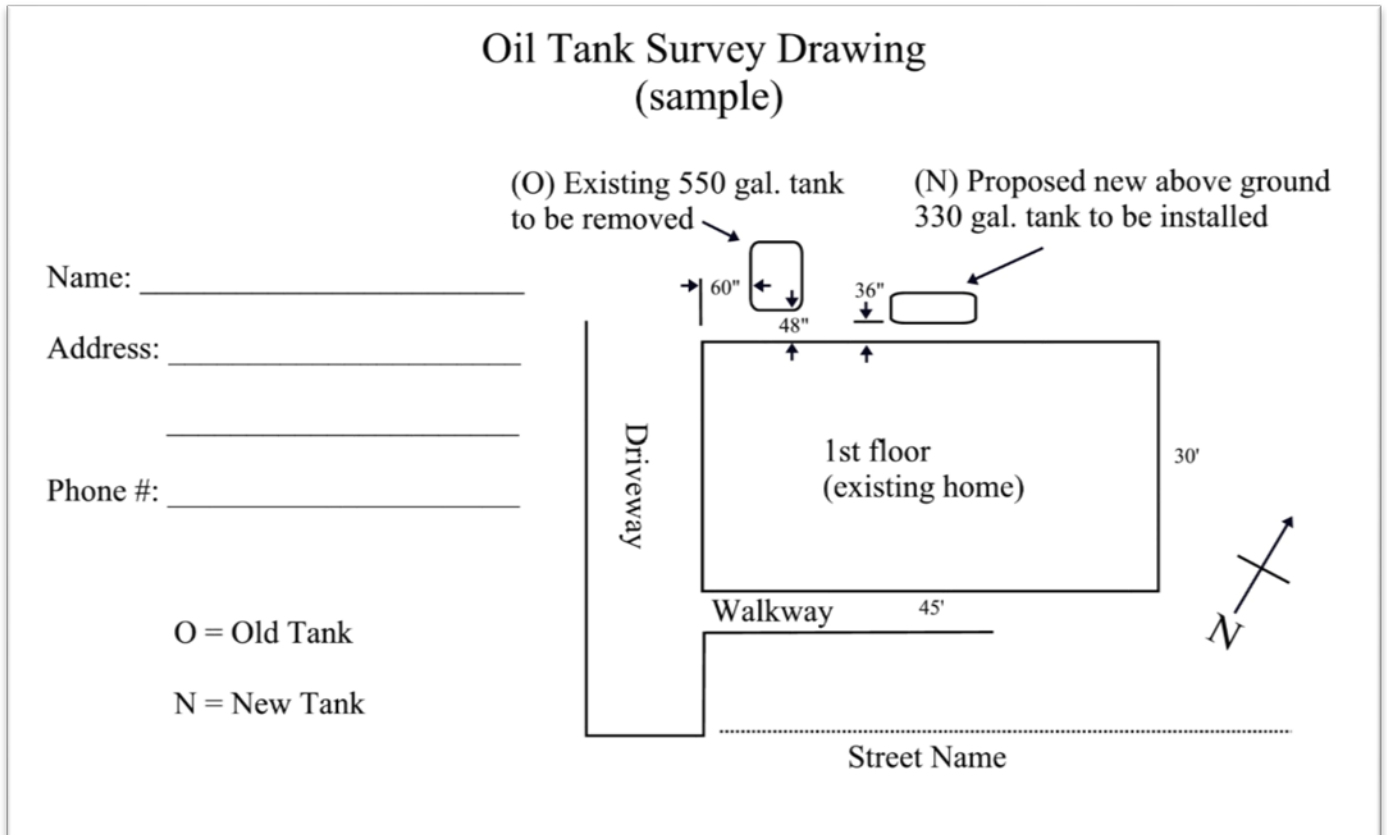 Oil Tank Survey Drawing
(sample)
(O) Existing 550 gal. tank
to be removed
(N) Proposed new above ground
330 gal. tank to be installed
Name:
60"
36"
48"
Address:
Driveway
1st floor
(existing home)
30'
Phone #:
Walkway
45'
N
O = Old Tank
N = New Tank
Street Name